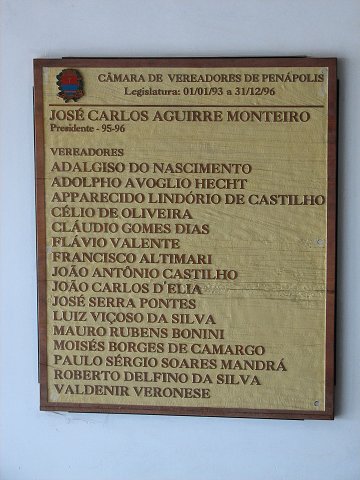 CÂMARA DE VEREADORES DE PENÁPOLIS
Legislatura: 01/01/93 a 31/12/96
JOSÉ CARLOS AGUIRRE MONTEIRO
Presidente - 95-96
VEREADORES
ADALGISO DO NASCIMENTO
ADOLPHO AVOGLIO HECHT
APPARECIDO LINDÓRIO DE CASTILHO
CÉLIO DE OLIVEIRA
CLÁUDIO GOMES DIAS
FLÁVIO VALENTE
FRANCISCO ALTIMARI
JOÃO ANTÔNIO CASTILHO
JOÃO CARLOS D'ELIA
JOSÉ SERRA PONTES
LUIZ VIÇOSO DA SILVA
MAURO RUBENS BONINI
MOISÉS BORGES DE CAMARGO
PAULO SÉRGIO SOARES MANDRÁ
ROBERTO DELFINO DA SILVA
VALDENIR VERONESE